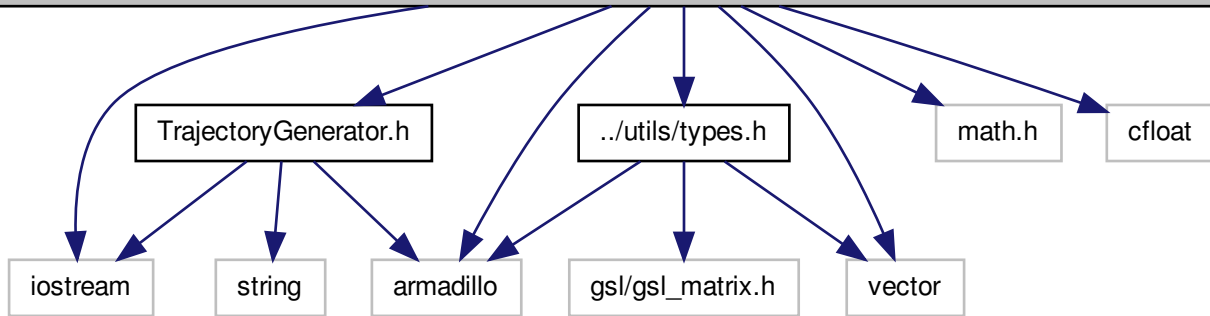 TrajectoryGenerator.h
../utils/types.h
math.h
cfloat
iostream
string
armadillo
gsl/gsl_matrix.h
vector